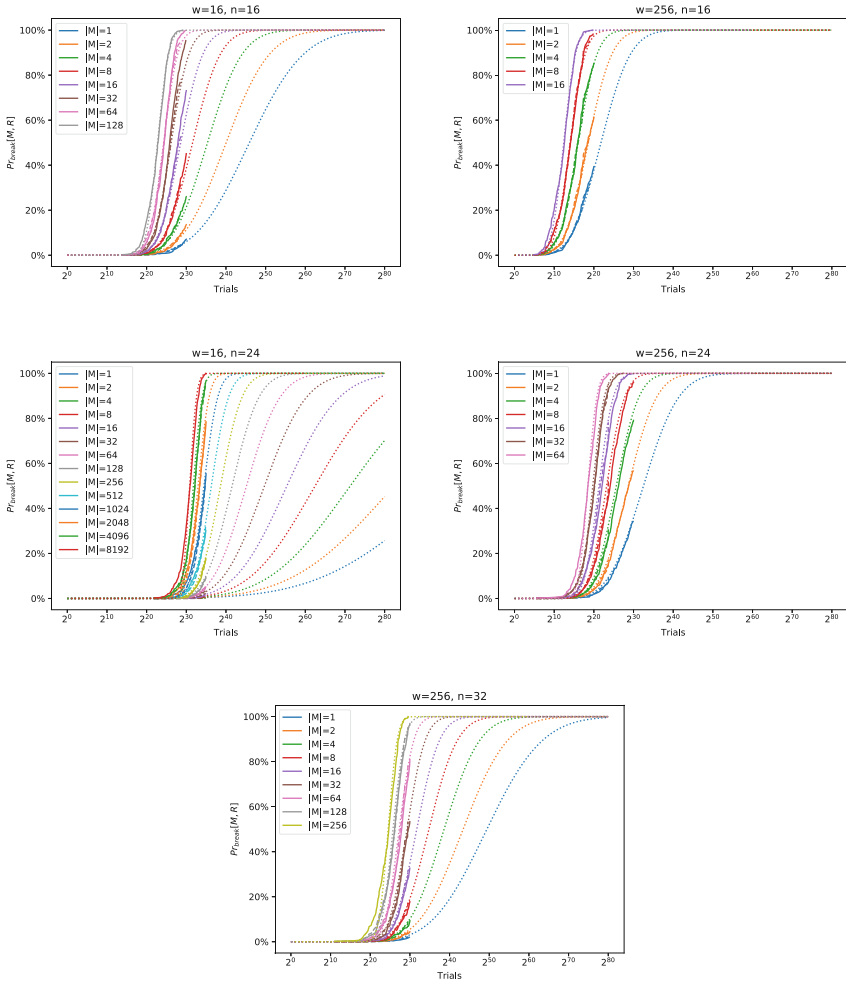 w=16, n=16
100%
80%
60%
40%
20%
0%
Pr_break[M, R]
|M|=1
|M|=2
|M|=4
|M|=8
|M|=16
|M|=32
|M|=64
|M|=128
2^0 2^10 2^20 2^30 2^40 2^50 2^60 2^70 2^80
Trials
w=256, n=16
100%
80%
60%
40%
20%
0%
Pr_break[M, R]
|M|=1
|M|=2
|M|=4
|M|=8
|M|=16
2^0 2^10 2^20 2^30 2^40 2^50 2^60 2^70 2^80
Trials
w=16, n=24
100%
80%
60%
40%
20%
0%
Pr_break[M, R]
|M|=1
|M|=2
|M|=4
|M|=8
|M|=16
|M|=32
|M|=64
|M|=128
|M|=256
|M|=512
|M|=1024
|M|=2048
|M|=4096
|M|=8192
2^0 2^10 2^20 2^30 2^40 2^50 2^60 2^70 2^80
Trials
w=256, n=24
100%
80%
60%
40%
20%
0%
Pr_break[M, R]
|M|=1
|M|=2
|M|=4
|M|=8
|M|=16
|M|=32
|M|=64
2^0 2^10 2^20 2^30 2^40 2^50 2^60 2^70 2^80
Trials
w=256, n=32
100%
80%
60%
40%
20%
0%
Pr_break[M, R]
|M|=1
|M|=2
|M|=4
|M|=8
|M|=16
|M|=32
|M|=64
|M|=128
|M|=256
2^0 2^10 2^20 2^30 2^40 2^50 2^60 2^70 2^80
Trials